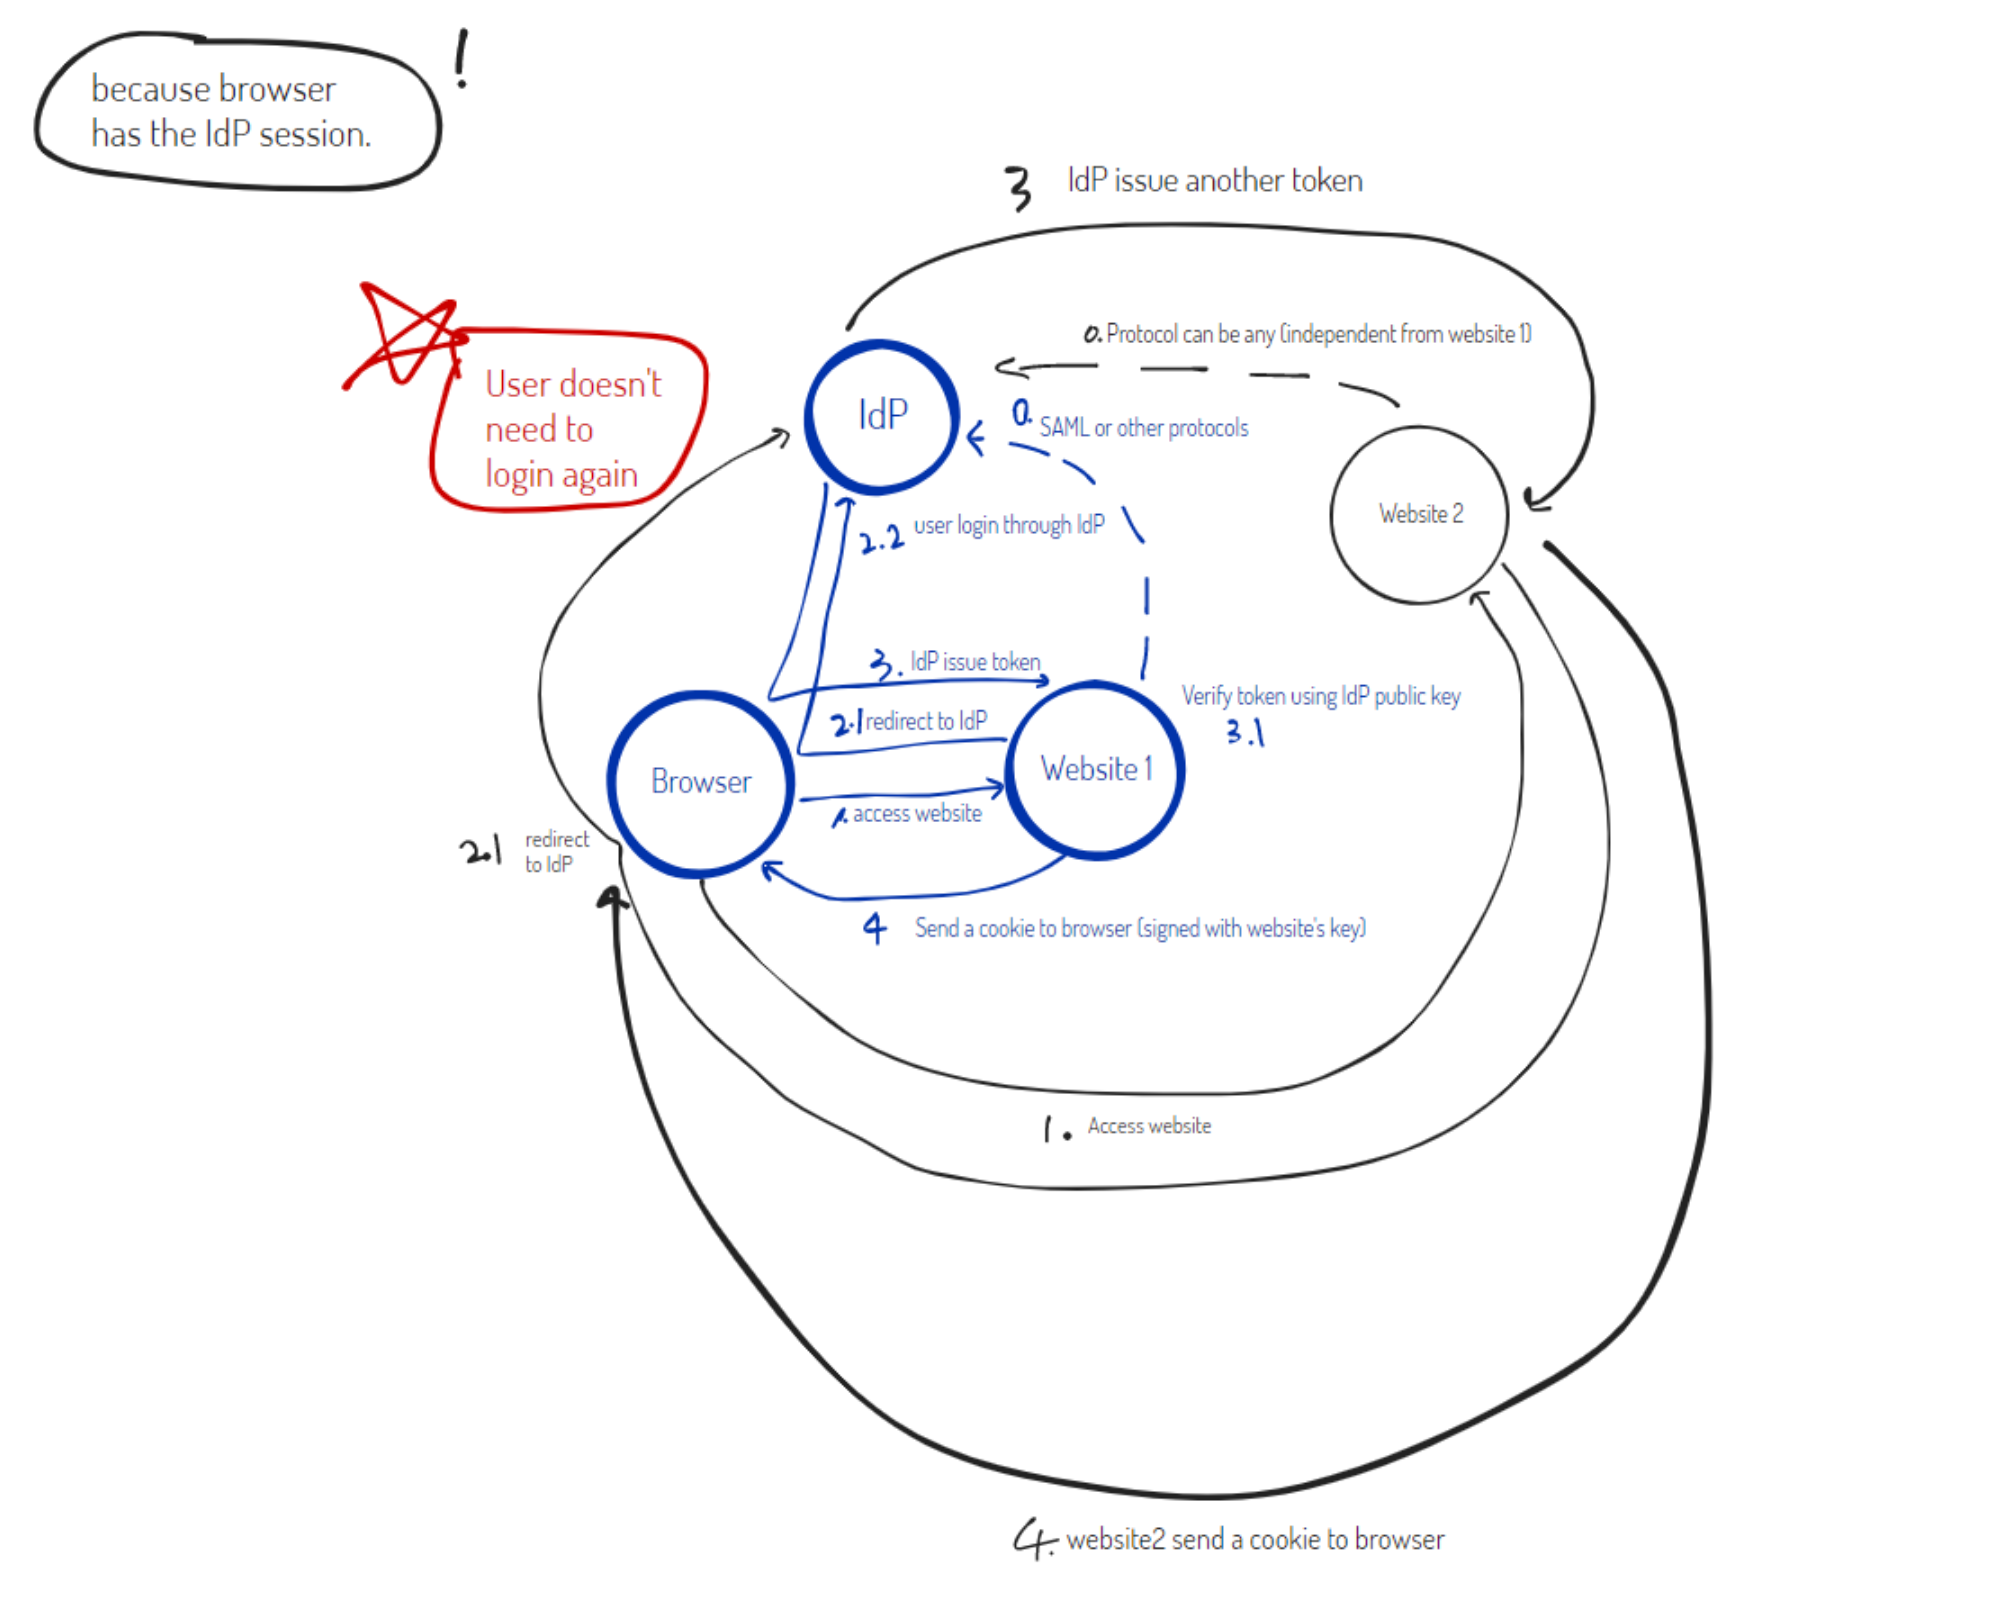 because browser
has the IdP session.
!
3 IdP issue another token
0. Protocol can be any (independent from website 1)
User doesn't
need to
login again
IdP
0. SAML or other protocols
Website 2
2.2 user login through IdP
3. IdP issue token
Verify token using IdP public key
3.1
2.1 redirect to IdP
Browser
Website 1
1. access website
2.1 redirect
to IdP
4 Send a cookie to browser (signed with website's key)
1. Access website
4. website2 send a cookie to browser